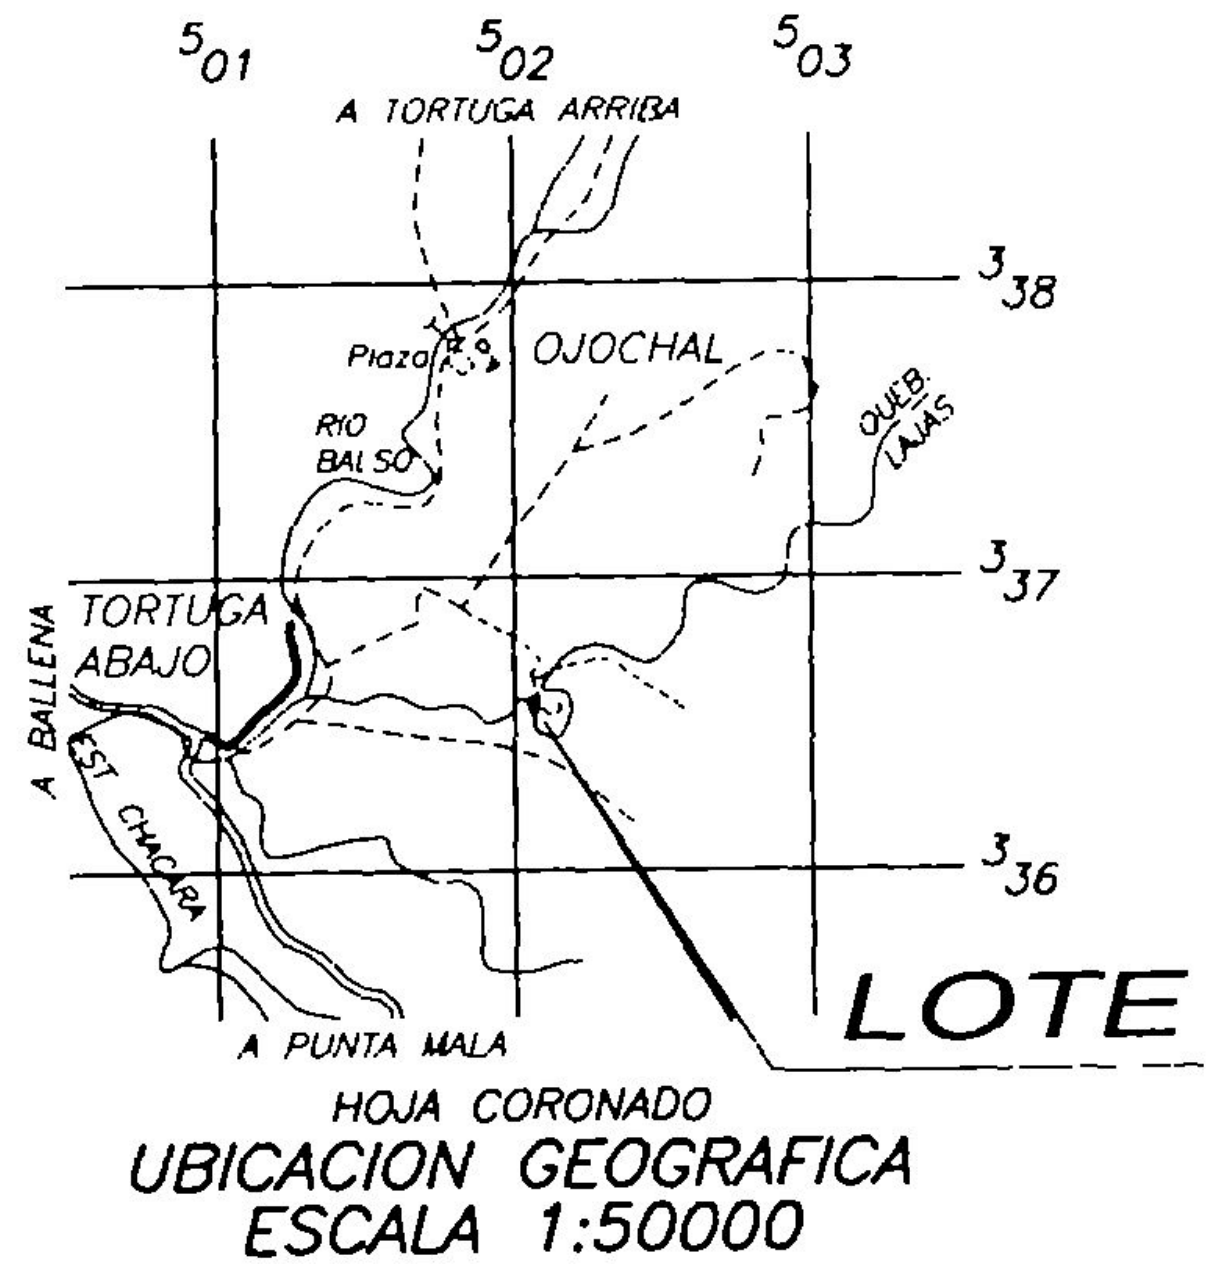 5 01
5 02
5 03
A TORTUGA ARRIBA
3 38
Plaza
OJOCHAL
RIO
BALSO
QUEB.
LAJAS
3 37
TORTUGA
ABAJO
A BALLENA
EST CHACARA
3 36
LOTE
A PUNTA MALA
HOJA CORONADO
UBICACION GEOGRAFICA
ESCALA 1:50000